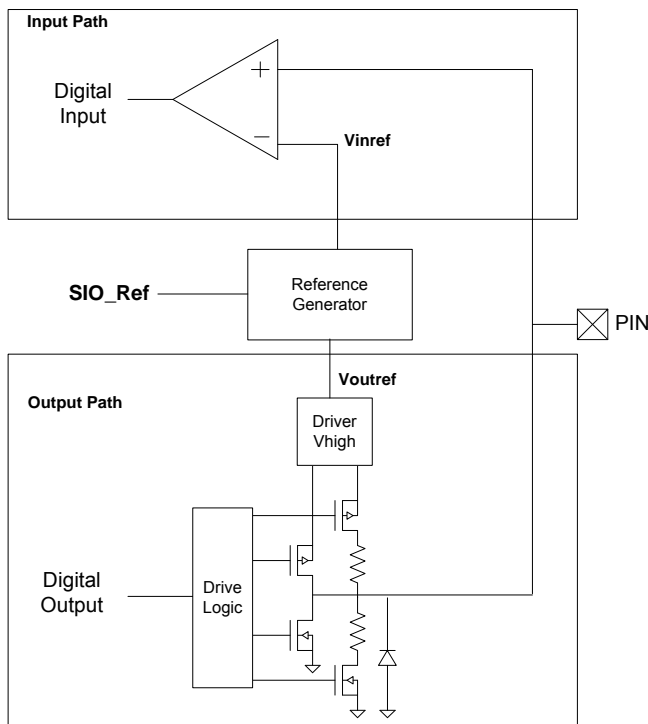 Input Path
Digital
Input
+
−
Vinref
SIO_Ref
Reference
Generator
PIN
Voutref
Output Path
Driver
Vhigh
Digital
Output
Drive
Logic